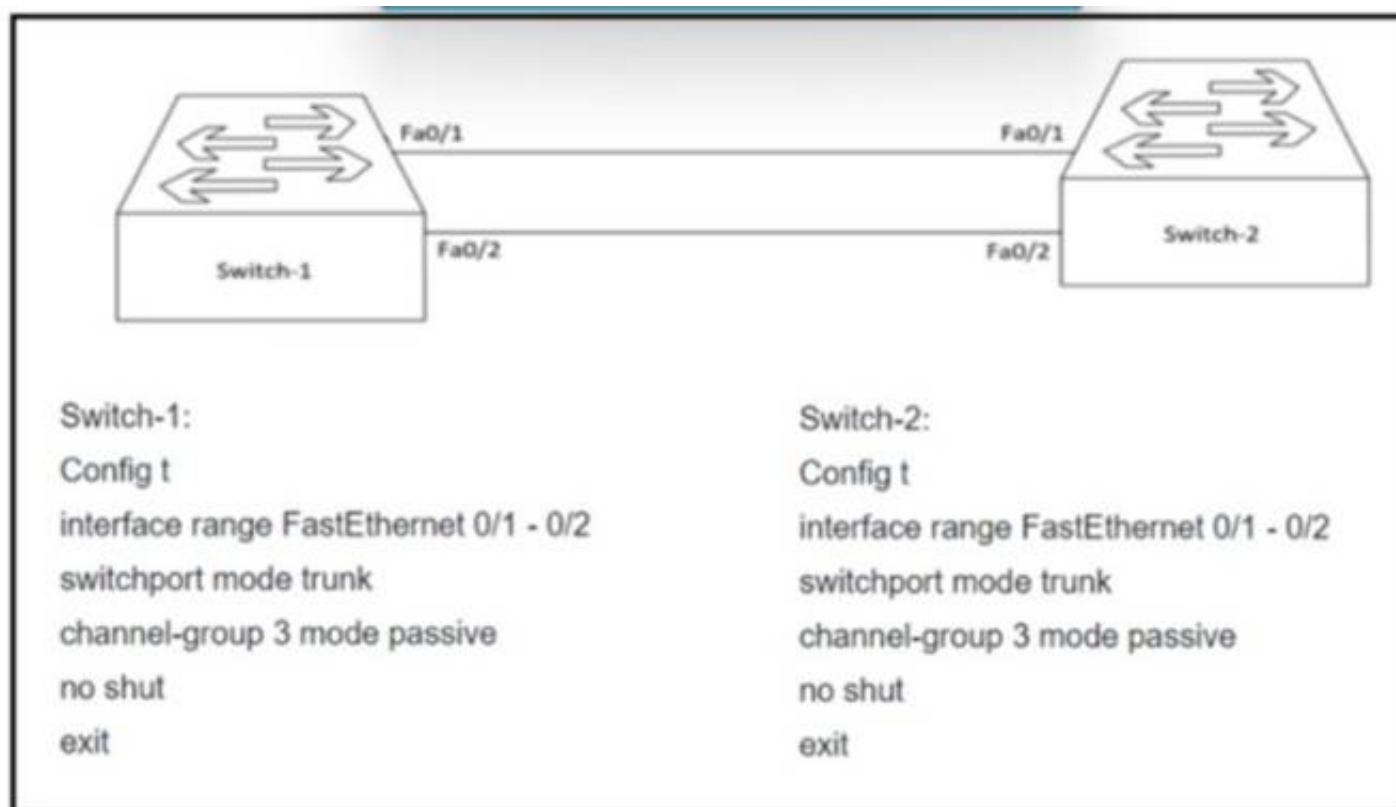 Fa0/1
Fa0/1
Fa0/2
Fa0/2
Switch-1
Switch-2
Switch-1:
Config t
interface range FastEthernet 0/1 - 0/2
switchport mode trunk
channel-group 3 mode passive
no shut
exit
Switch-2:
Config t
interface range FastEthernet 0/1 - 0/2
switchport mode trunk
channel-group 3 mode passive
no shut
exit